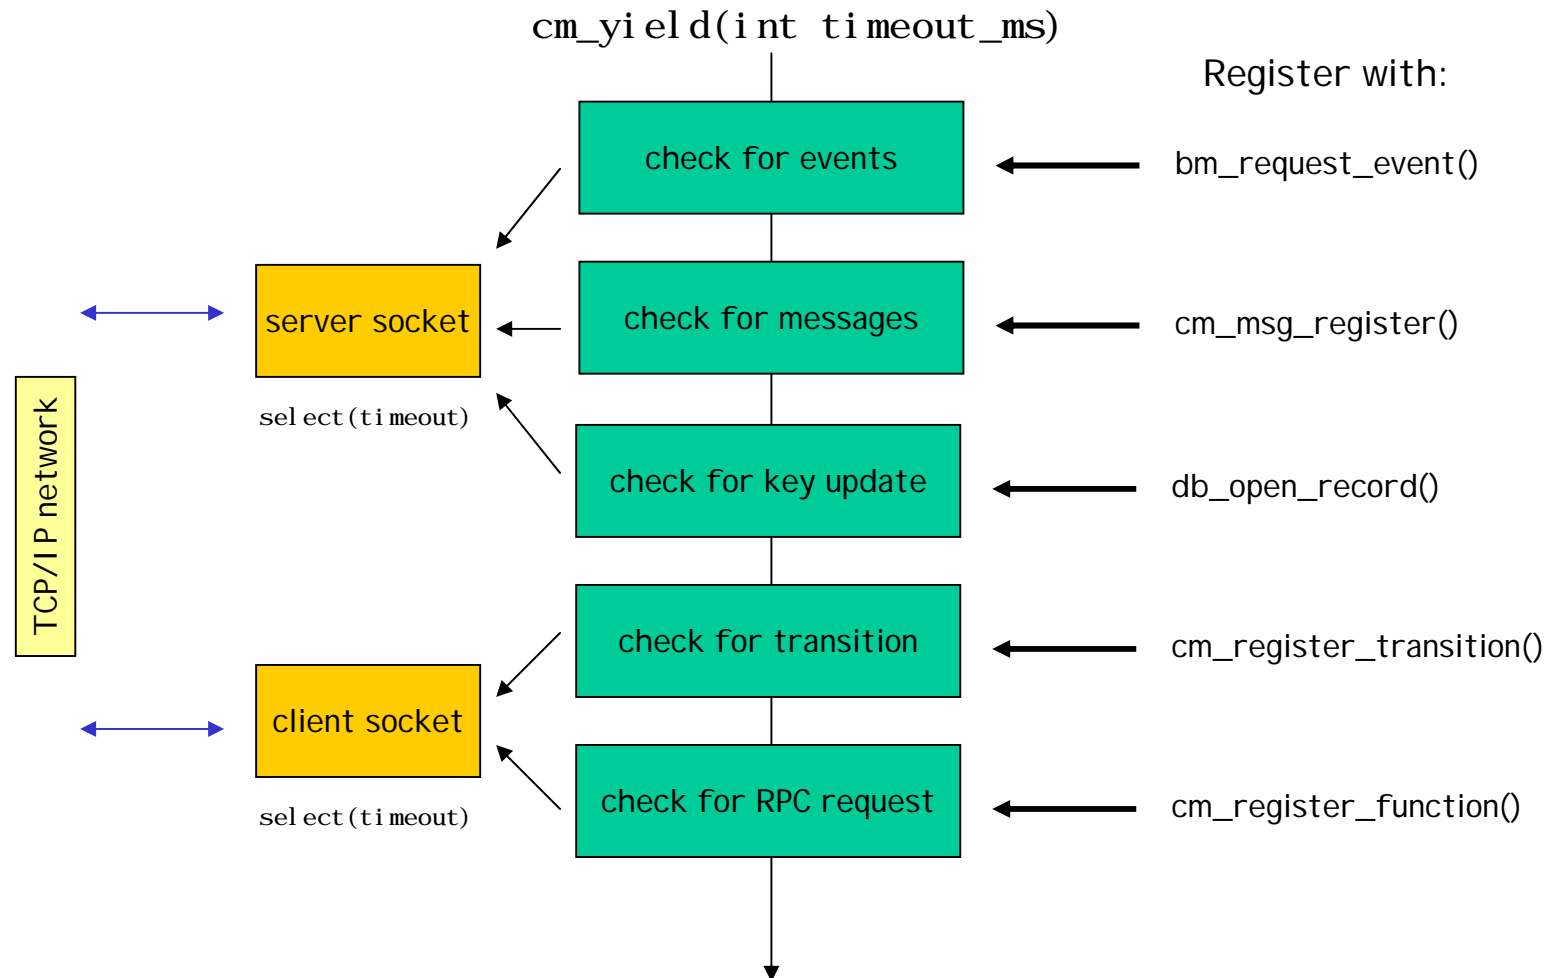 cm_yield(int timeout_ms)
Register with:
check for events
bm_request_event()
server socket
check for messages
cm_msg_register()
select(timeout)
TCP/IP network
check for key update
db_open_record()
check for transition
cm_register_transition()
client socket
select(timeout)
check for RPC request
cm_register_function()